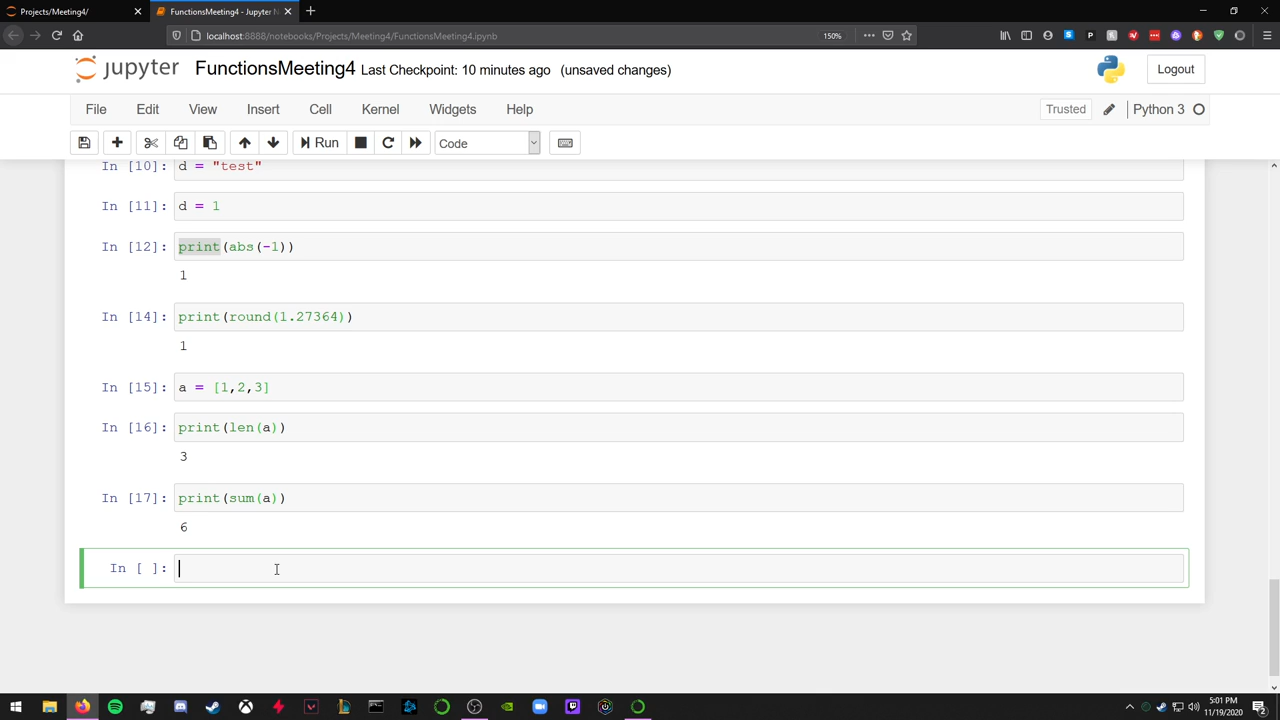 Projects/Meeting4/
FunctionsMeeting4 - Jupyter N
localhost:8888/notebooks/Projects/Meeting4/FunctionsMeeting4.ipynb
150%
jupyter FunctionsMeeting4 Last Checkpoint: 10 minutes ago (unsaved changes)
Logout
File Edit View Insert Cell Kernel Widgets Help
Trusted
Python 3
Run
Code
In [10]: d = "test"
In [11]: d = 1
In [12]: print(abs(-1))
1
In [14]: print(round(1.27364))
1
In [15]: a = [1,2,3]
In [16]: print(len(a))
3
In [17]: print(sum(a))
6
In [ ]:
5:01 PM
11/19/2020